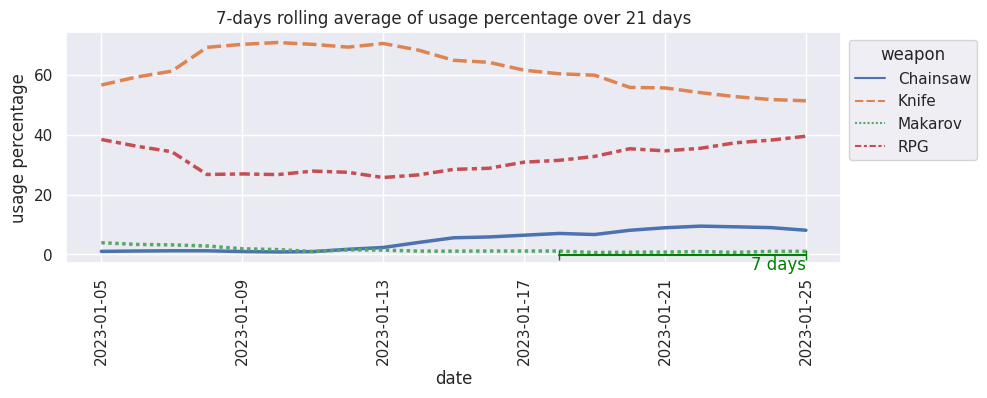 7-days rolling average of usage percentage over 21 days
usage percentage
60
40
20
0
weapon
Chainsaw
Knife
Makarov
RPG
7 days
2023-01-05
2023-01-09
2023-01-13
2023-01-17
2023-01-21
2023-01-25
date